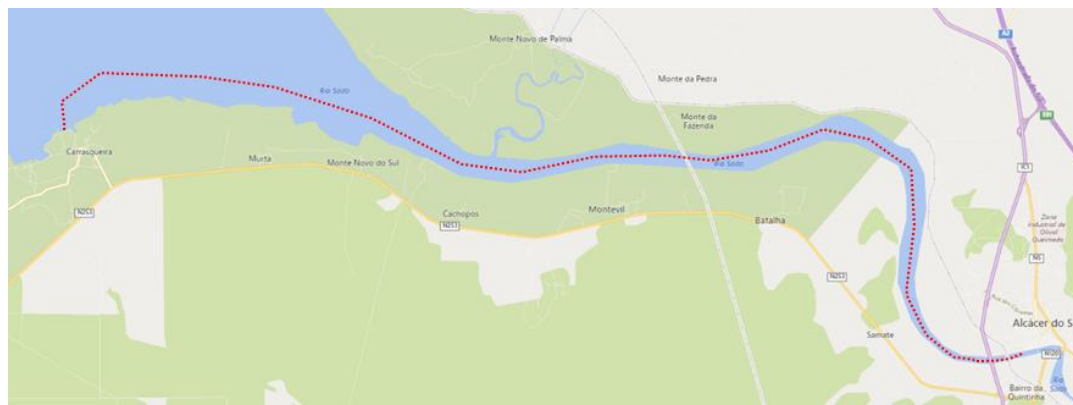 Monte Novo de Palma
A2
Rio Sado
Monte da Pedra
E01
Monte da
Fazenda
Carrasqueira
Murta
Monte Novo do Sul
Rio Sado
IC1
N253
Cachopos
N253
Montevil
Batalha
Zona
Industrial de
Olival
Queimado
N5
N253
Samate
Alcácer do S
N120
Bairro da
Quintinha
Rio
Sado